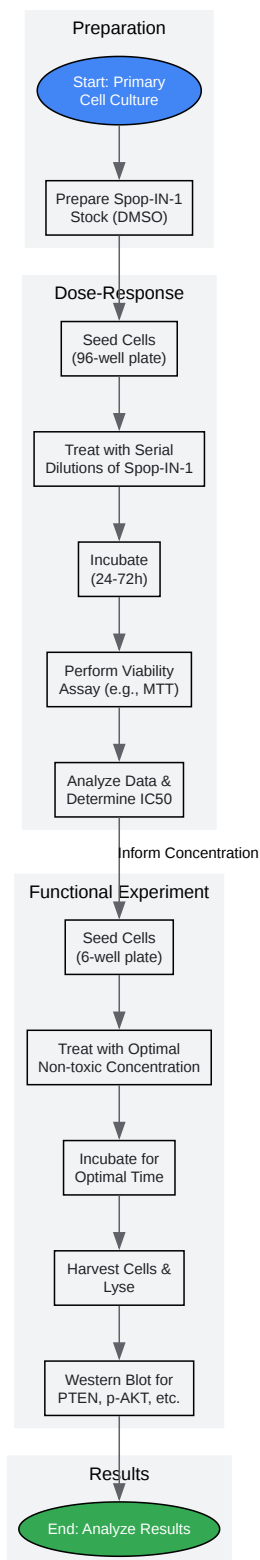 Preparation
Start: Primary
Cell Culture
Prepare Spop-IN-1
Stock (DMSO)
Dose-Response
Seed Cells
(96-well plate)
Treat with Serial
Dilutions of Spop-IN-1
Incubate
(24-72h)
Perform Viability
Assay (e.g., MTT)
Analyze Data &
Determine IC50
Inform Concentration
Functional Experiment
Seed Cells
(6-well plate)
Treat with Optimal
Non-toxic Concentration
Incubate for
Optimal Time
Harvest Cells &
Lyse
Western Blot for
PTEN, p-AKT, etc.
Results
End: Analyze Results